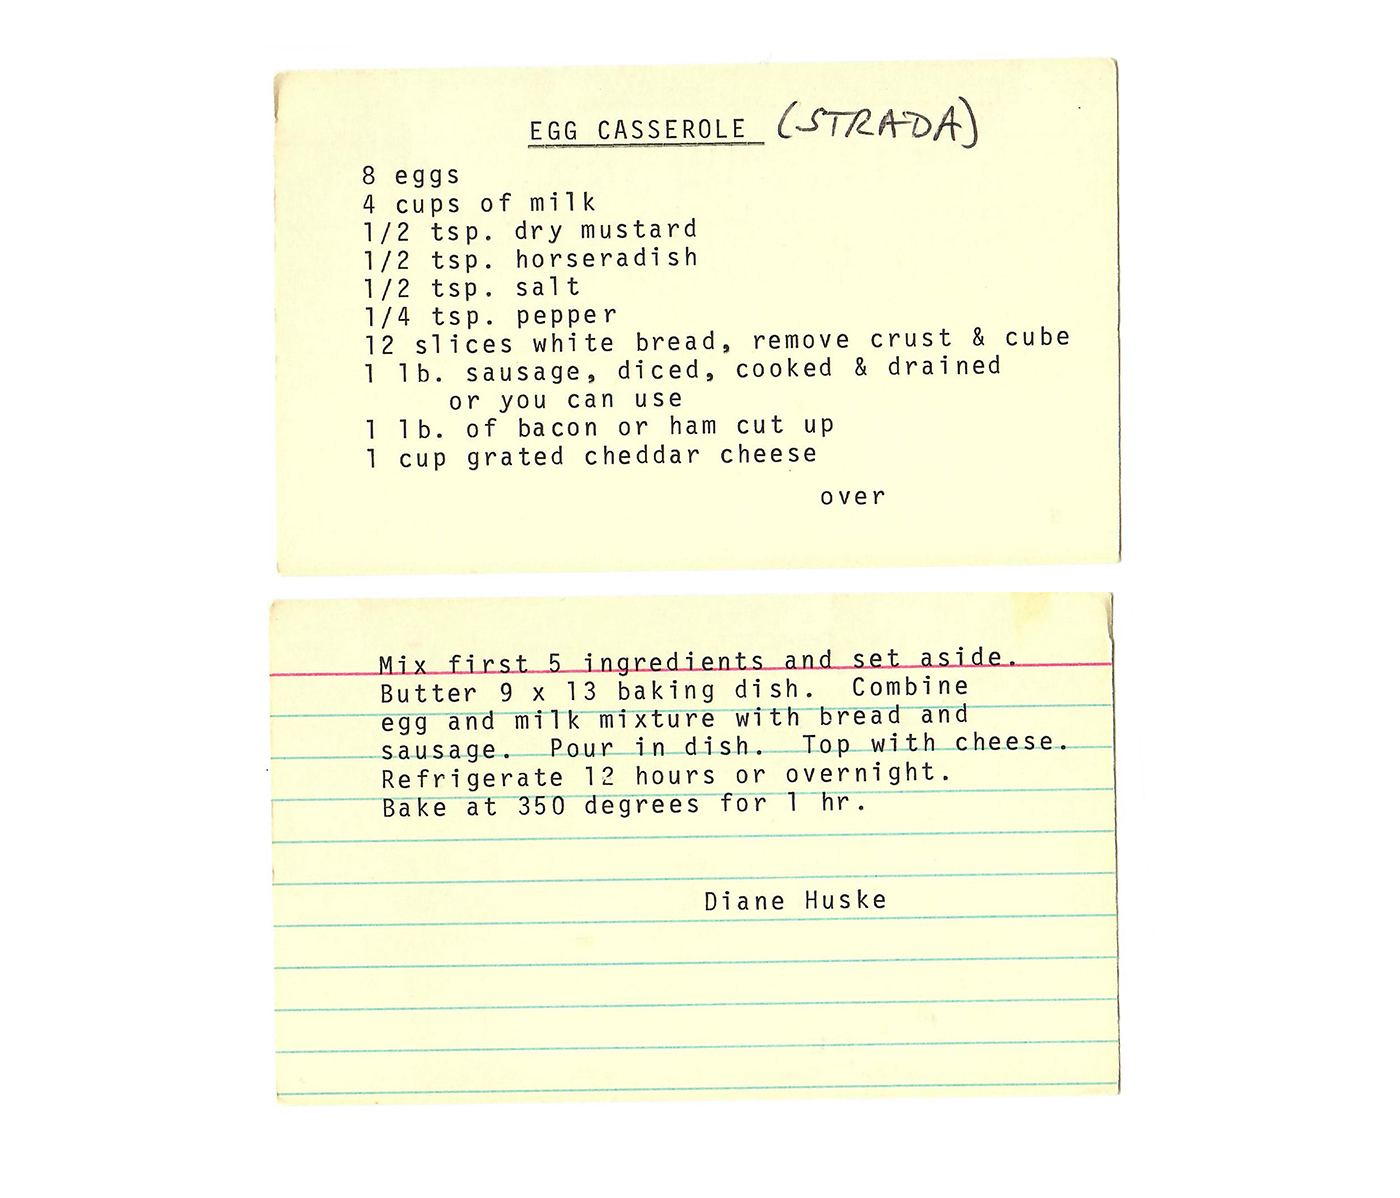 EGG CASSEROLE (STRADA)
8 eggs
4 cups of milk
1/2 tsp. dry mustard
1/2 tsp. horseradish
1/2 tsp. salt
1/4 tsp. pepper
12 slices white bread, remove crust & cube
1 lb. sausage, diced, cooked & drained
or you can use
1 lb. of bacon or ham cut up
1 cup grated cheddar cheese
over
Mix first 5 ingredients and set aside.
Butter 9 x 13 baking dish. Combine
egg and milk mixture with bread and
sausage. Pour in dish. Top with cheese.
Refrigerate 12 hours or overnight.
Bake at 350 degrees for 1 hr.
Diane Huske